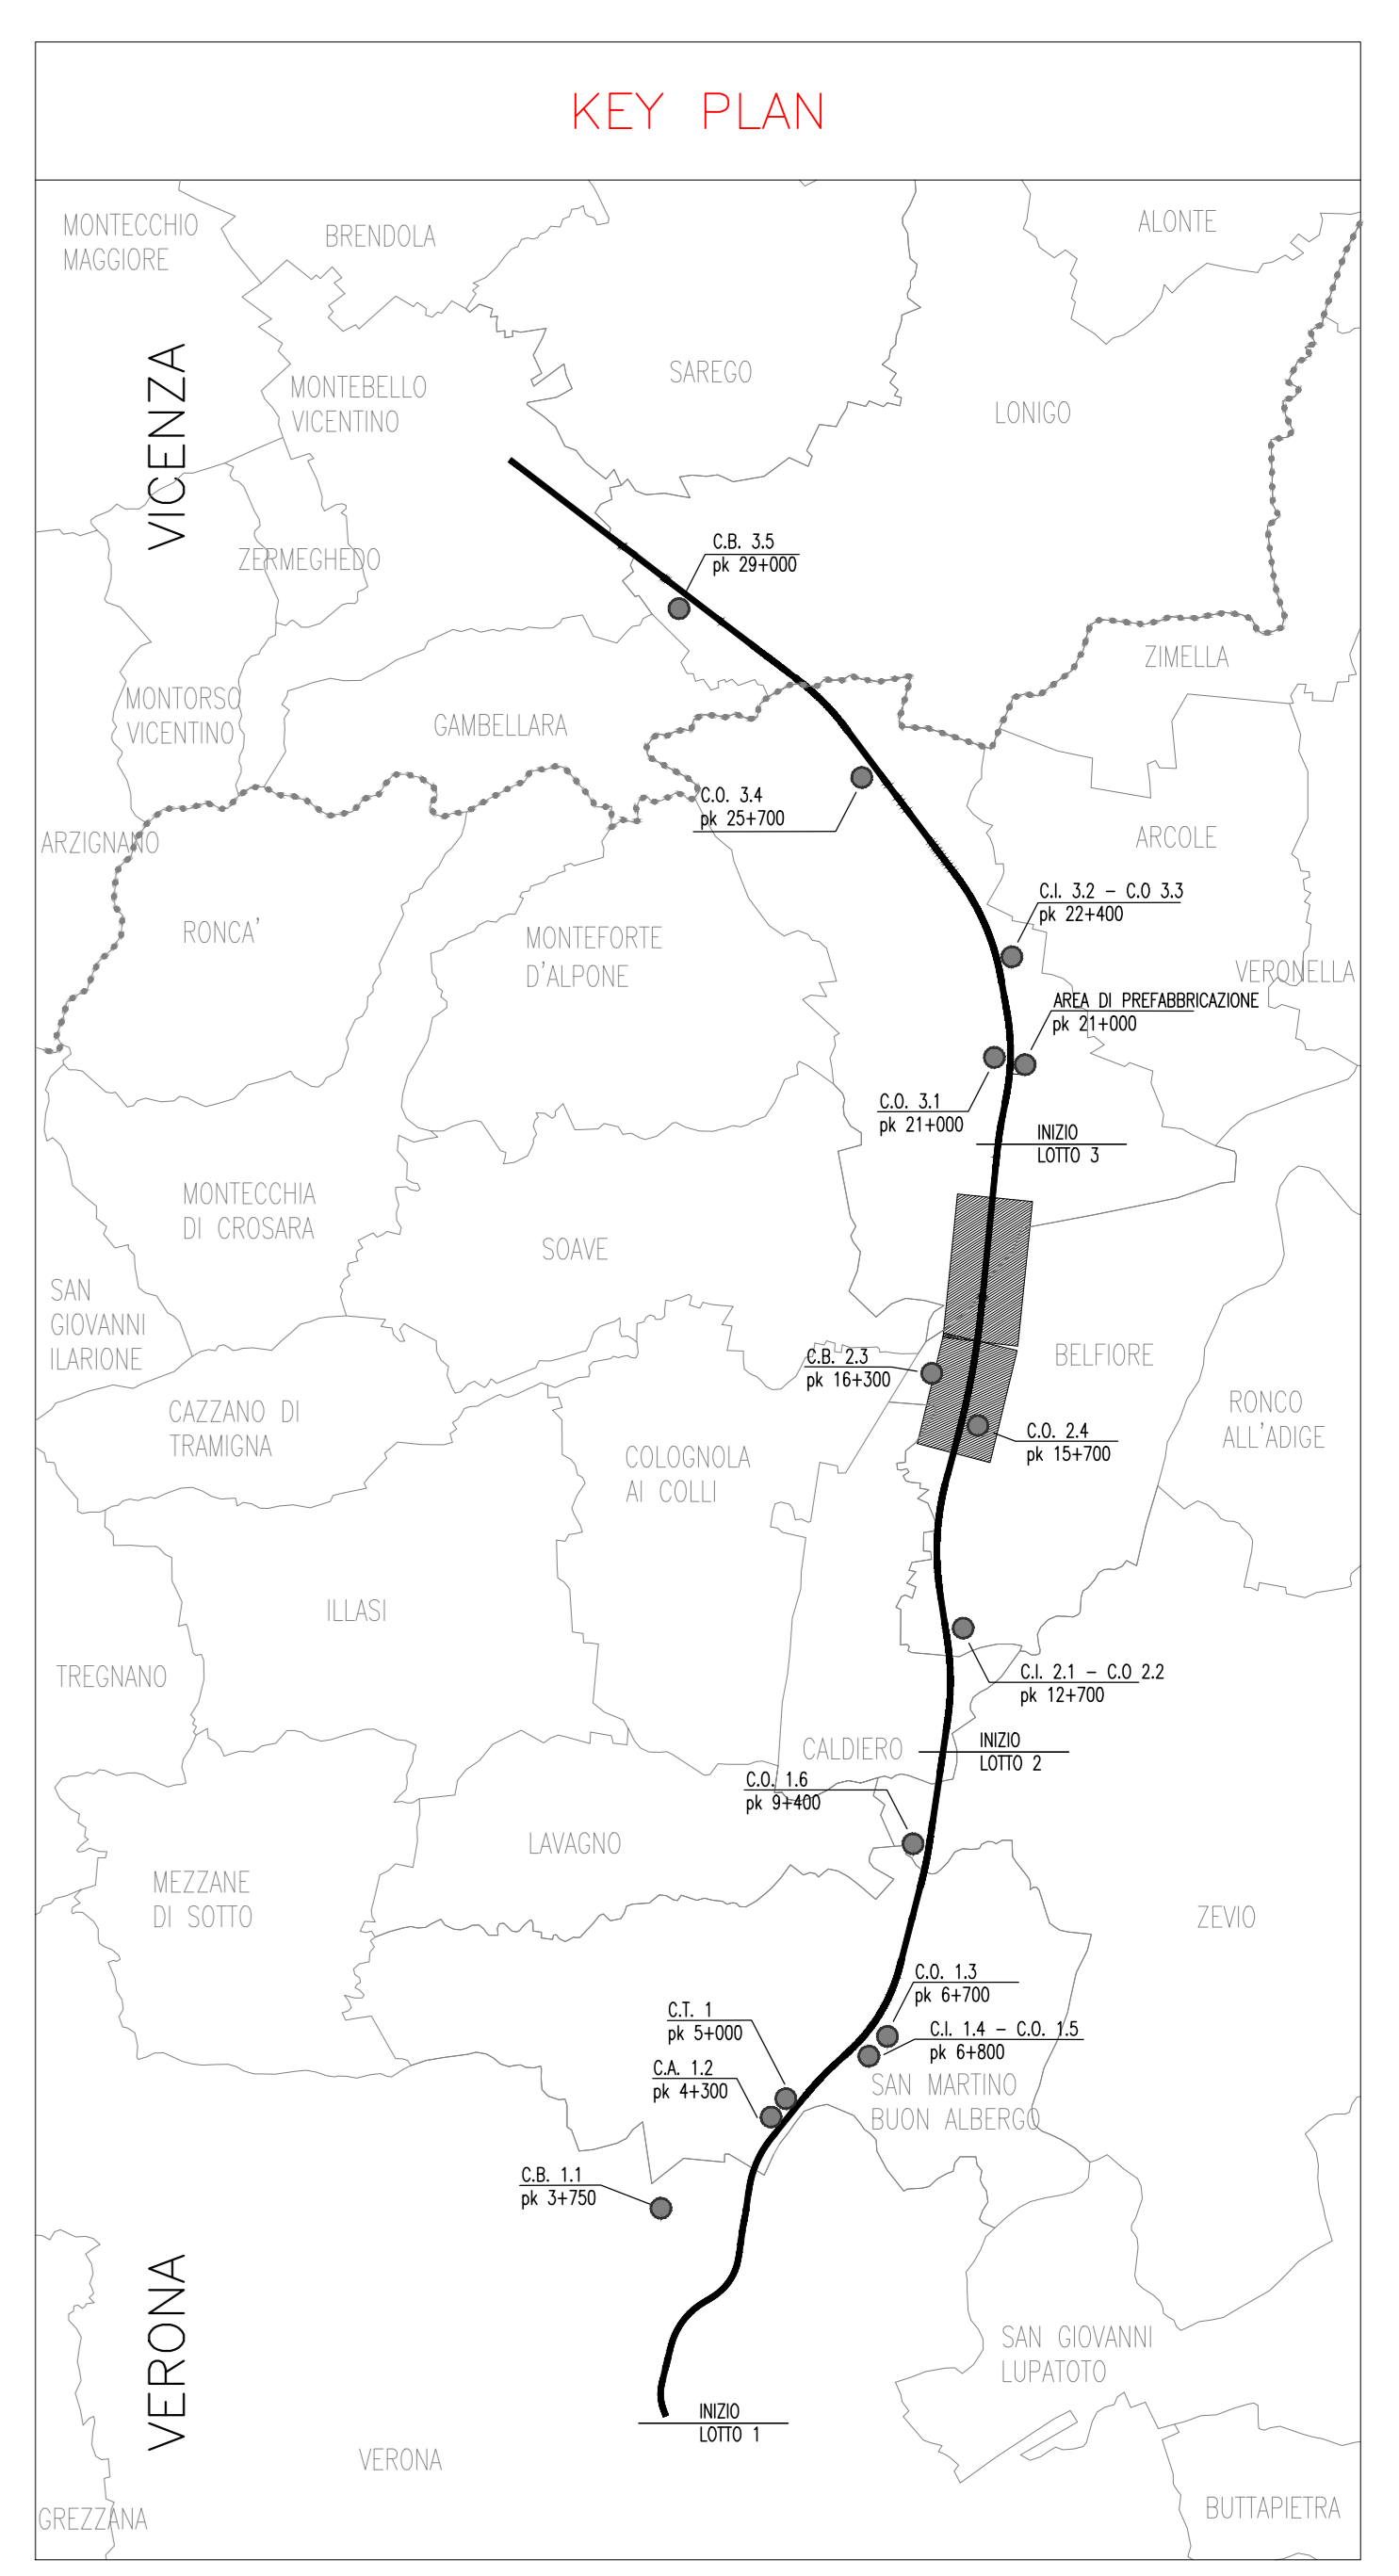 KEY PLAN
MONTECCHIO
MAGGIORE
BRENDOLA
ALONTE
VICENZA
MONTEBELLO
VICENTINO
SAREGO
LONIGO
ZERMEGHEDO
C.B. 3.5
pk 29+000
ZIMELLA
MONTORSO
VICENTINO
GAMBELLARA
C.O. 3.4
pk 25+700
ARZIGNANO
ARCOLE
C.I. 3.2 - C.O 3.3
pk 22+400
RONCA'
MONTEFORTE
D'ALPONE
VERONELLA
AREA DI PREFABBRICAZIONE
pk 21+000
C.O. 3.1
pk 21+000
INIZIO
LOTTO 3
MONTECCHIA
DI CROSARA
SOAVE
SAN
GIOVANNI
ILARIONE
C.B. 2.3
pk 16+300
BELFIORE
RONCO
ALL'ADIGE
CAZZANO DI
TRAMIGNA
C.O. 2.4
pk 15+700
COLOGNOLA
AI COLLI
ILLASI
TREGNANO
C.I. 2.1 - C.O 2.2
pk 12+700
CALDIERO
INIZIO
LOTTO 2
C.O. 1.6
pk 9+400
LAVAGNO
MEZZANE
DI SOTTO
ZEVIO
C.O. 1.3
pk 6+700
C.T. 1
pk 5+000
C.I. 1.4 - C.O. 1.5
pk 6+800
C.A. 1.2
pk 4+300
SAN MARTINO
BUON ALBERGO
C.B. 1.1
pk 3+750
VERONA
SAN GIOVANNI
LUPATOTO
INIZIO
LOTTO 1
VERONA
GREZZANA
BUTTAPIETRA